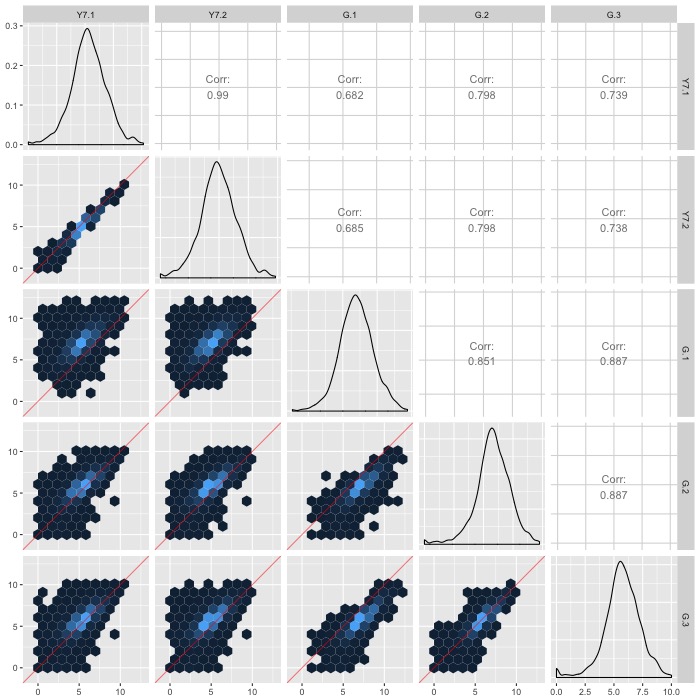 Y7.1 Y7.2 G.1 G.2 G.3
0.3
0.2
0.1
0.0
Corr: Corr: Corr: Corr:
0.99 0.682 0.798 0.739
Y7.1
10
5
0
Corr: Corr: Corr:
0.685 0.798 0.738
Y7.2
10
5
0
Corr: Corr:
0.851 0.887
G.1
10
5
0
Corr:
0.887
G.2
10
5
0
G.3
0 5 10 0 5 10 0 5 10 0 5 10 0.0 2.5 5.0 7.5 10.0